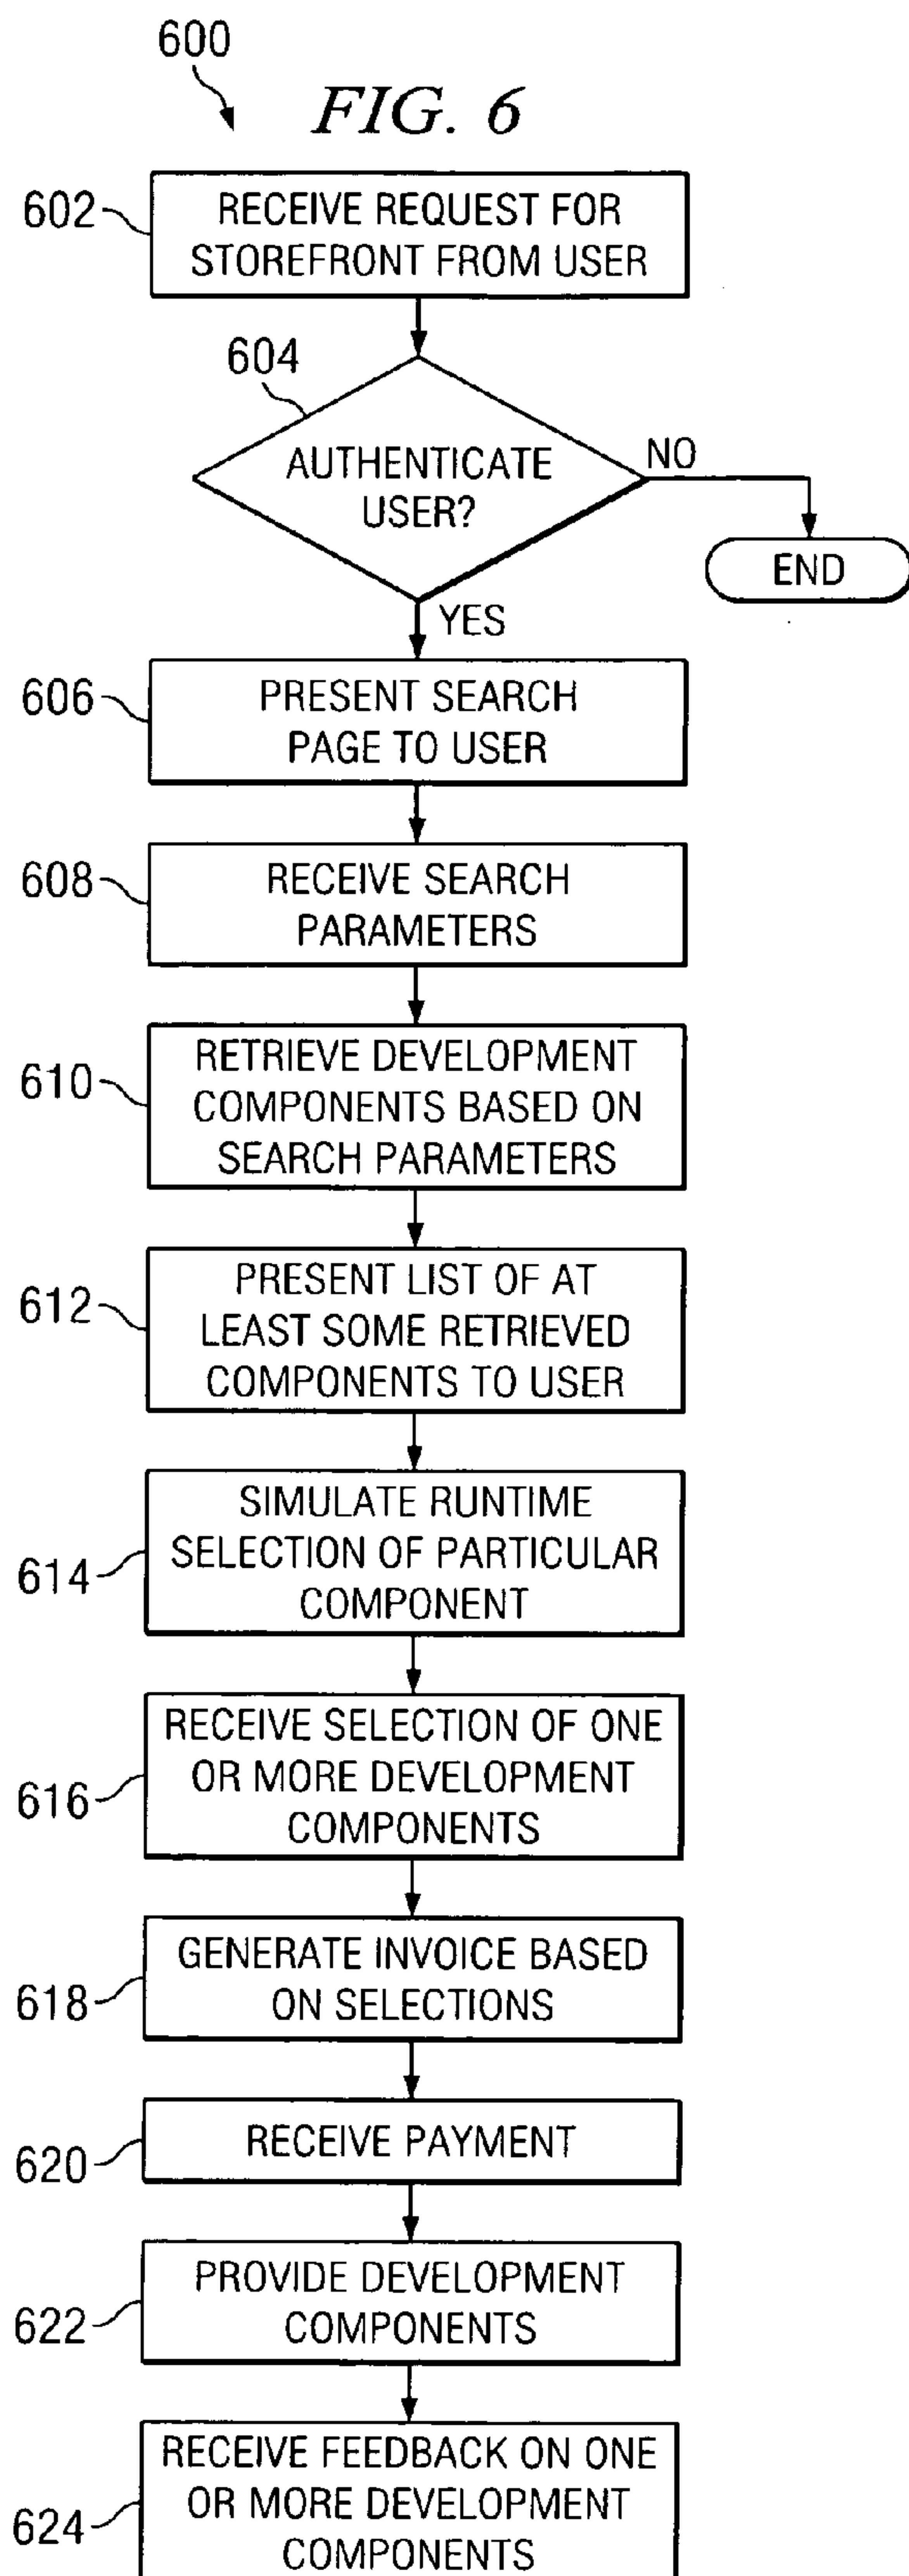 600
FIG. 6
602
RECEIVE REQUEST FOR
STOREFRONT FROM USER
604
AUTHENTICATE
USER?
NO
END
YES
606
PRESENT SEARCH
PAGE TO USER
608
RECEIVE SEARCH
PARAMETERS
610
RETRIEVE DEVELOPMENT
COMPONENTS BASED ON
SEARCH PARAMETERS
612
PRESENT LIST OF AT
LEAST SOME RETRIEVED
COMPONENTS TO USER
614
SIMULATE RUNTIME
SELECTION OF PARTICULAR
COMPONENT
616
RECEIVE SELECTION OF ONE
OR MORE DEVELOPMENT
COMPONENTS
618
GENERATE INVOICE BASED
ON SELECTIONS
620
RECEIVE PAYMENT
622
PROVIDE DEVELOPMENT
COMPONENTS
624
RECEIVE FEEDBACK ON ONE
OR MORE DEVELOPMENT
COMPONENTS